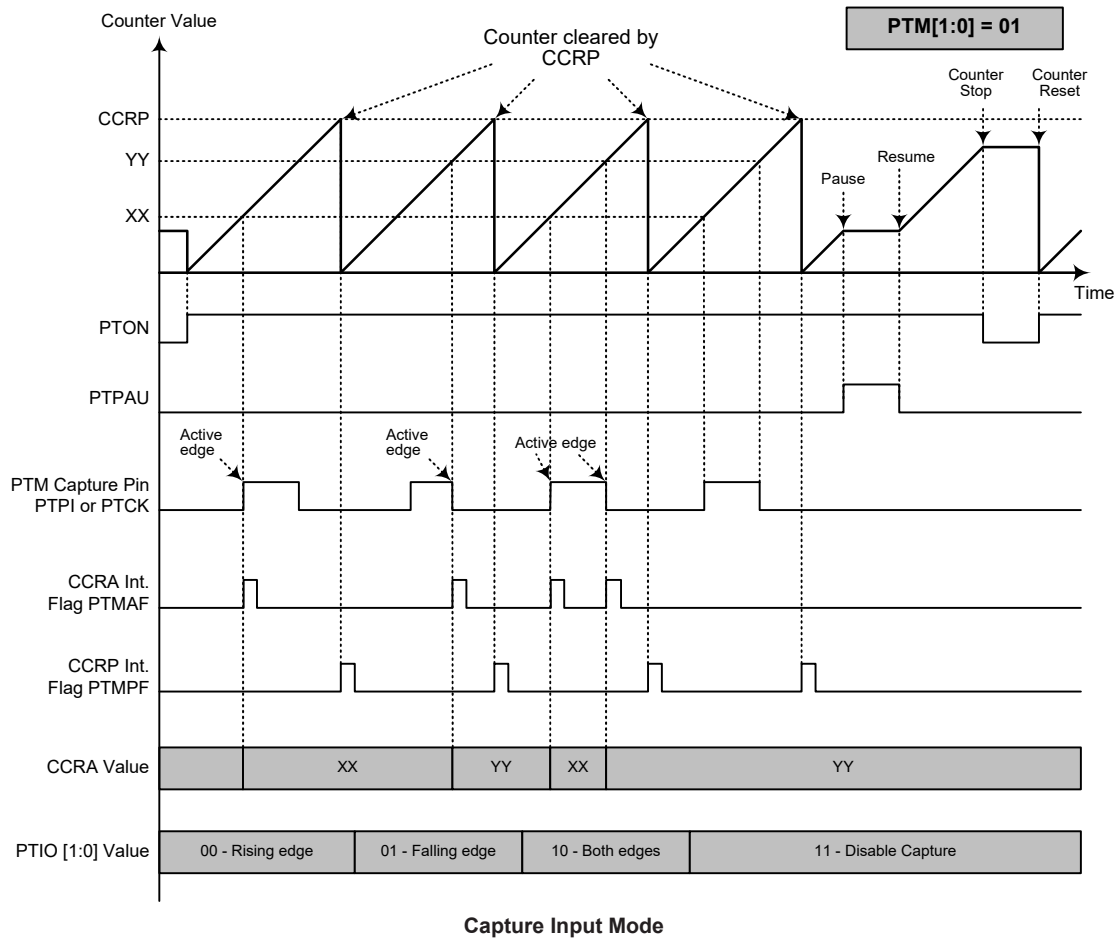 Counter Value
PTM[1:0] = 01
Counter cleared by
CCRP
Counter
Stop
Counter
Reset
CCRP
YY
Resume
Pause
XX
Time
PTON
PTPAU
Active
edge
Active
edge
Active edge
PTM Capture Pin
PTPI or PTCK
CCRA Int.
Flag PTMAF
CCRP Int.
Flag PTMPF
CCRA Value
XX
YY
XX
YY
PTIO [1:0] Value
00 - Rising edge
01 - Falling edge
10 - Both edges
11 - Disable Capture
Capture Input Mode